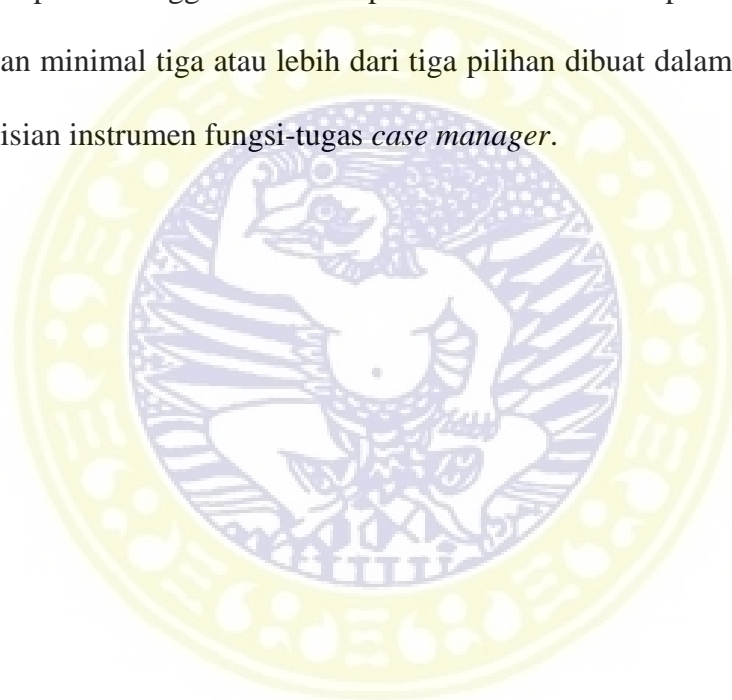 an minimal tiga atau lebih dari tiga pilihan dibuat dalam
isian instrumen fungsi-tugas case manager.